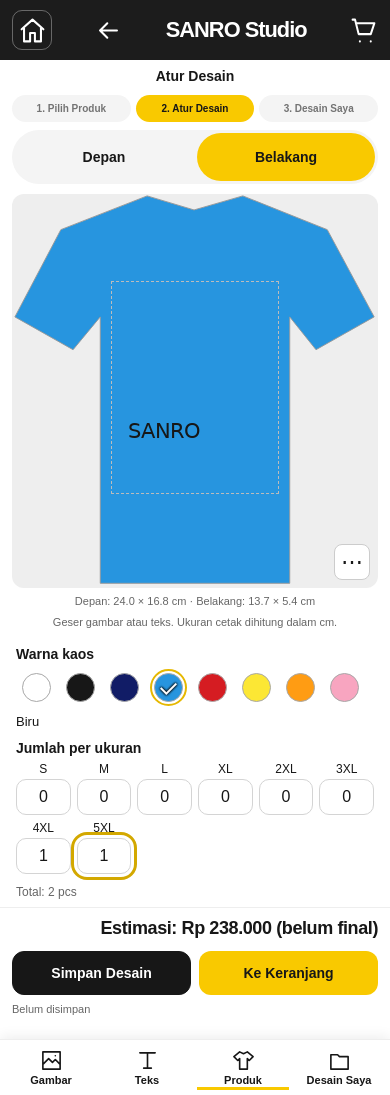 SANRO Studio
Atur Desain
1. Pilih Produk 2. Atur Desain 3. Desain Saya
Depan Belakang
SANRO
Depan: 24.0 × 16.8 cm · Belakang: 13.7 × 5.4 cm
Geser gambar atau teks. Ukuran cetak dihitung dalam cm.
Warna kaos
Biru
Jumlah per ukuran
S M L XL 2XL 3XL
0 0 0 0 0 0
4XL 5XL
1 1
Total: 2 pcs
Estimasi: Rp 238.000 (belum final)
Simpan Desain Ke Keranjang
Belum disimpan
Gambar Teks Produk Desain Saya